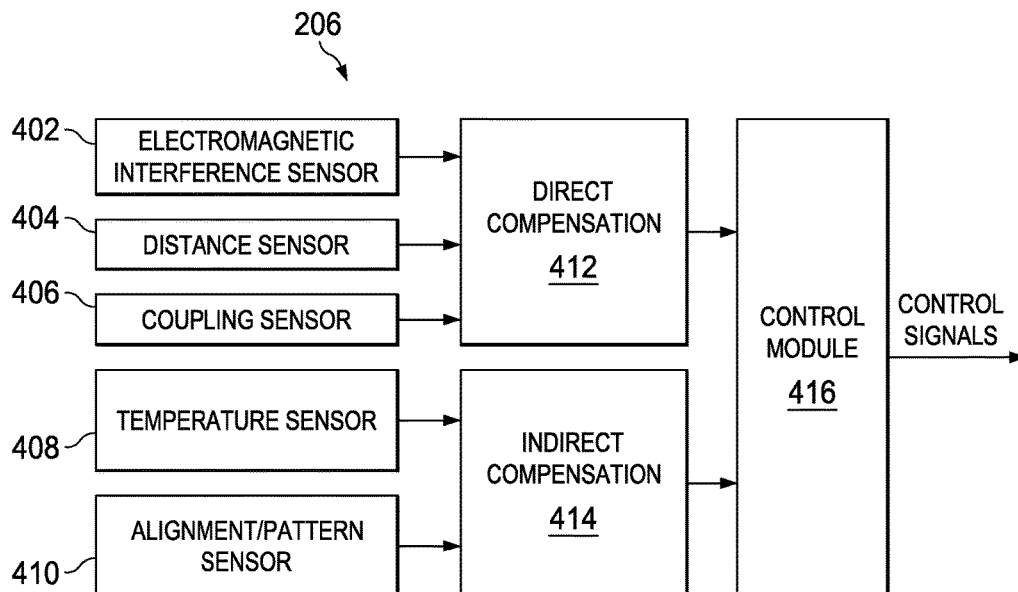 206
402
ELECTROMAGNETIC
INTERFERENCE SENSOR
404
DISTANCE SENSOR
406
COUPLING SENSOR
408
TEMPERATURE SENSOR
410
ALIGNMENT/PATTERN
SENSOR
DIRECT
COMPENSATION
412
INDIRECT
COMPENSATION
414
CONTROL
MODULE
416
CONTROL
SIGNALS